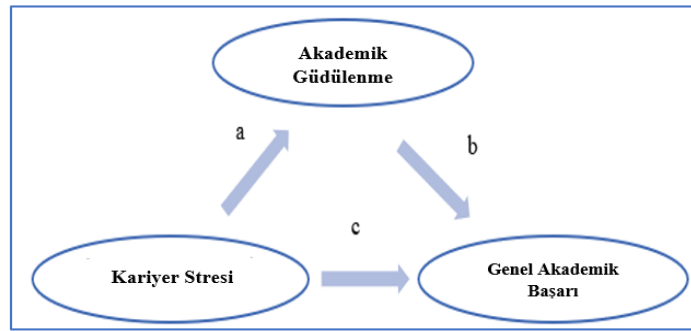 Akademik
Güdülenme
a
b
c
Kariyer Stresi
Genel Akademik
Başarı